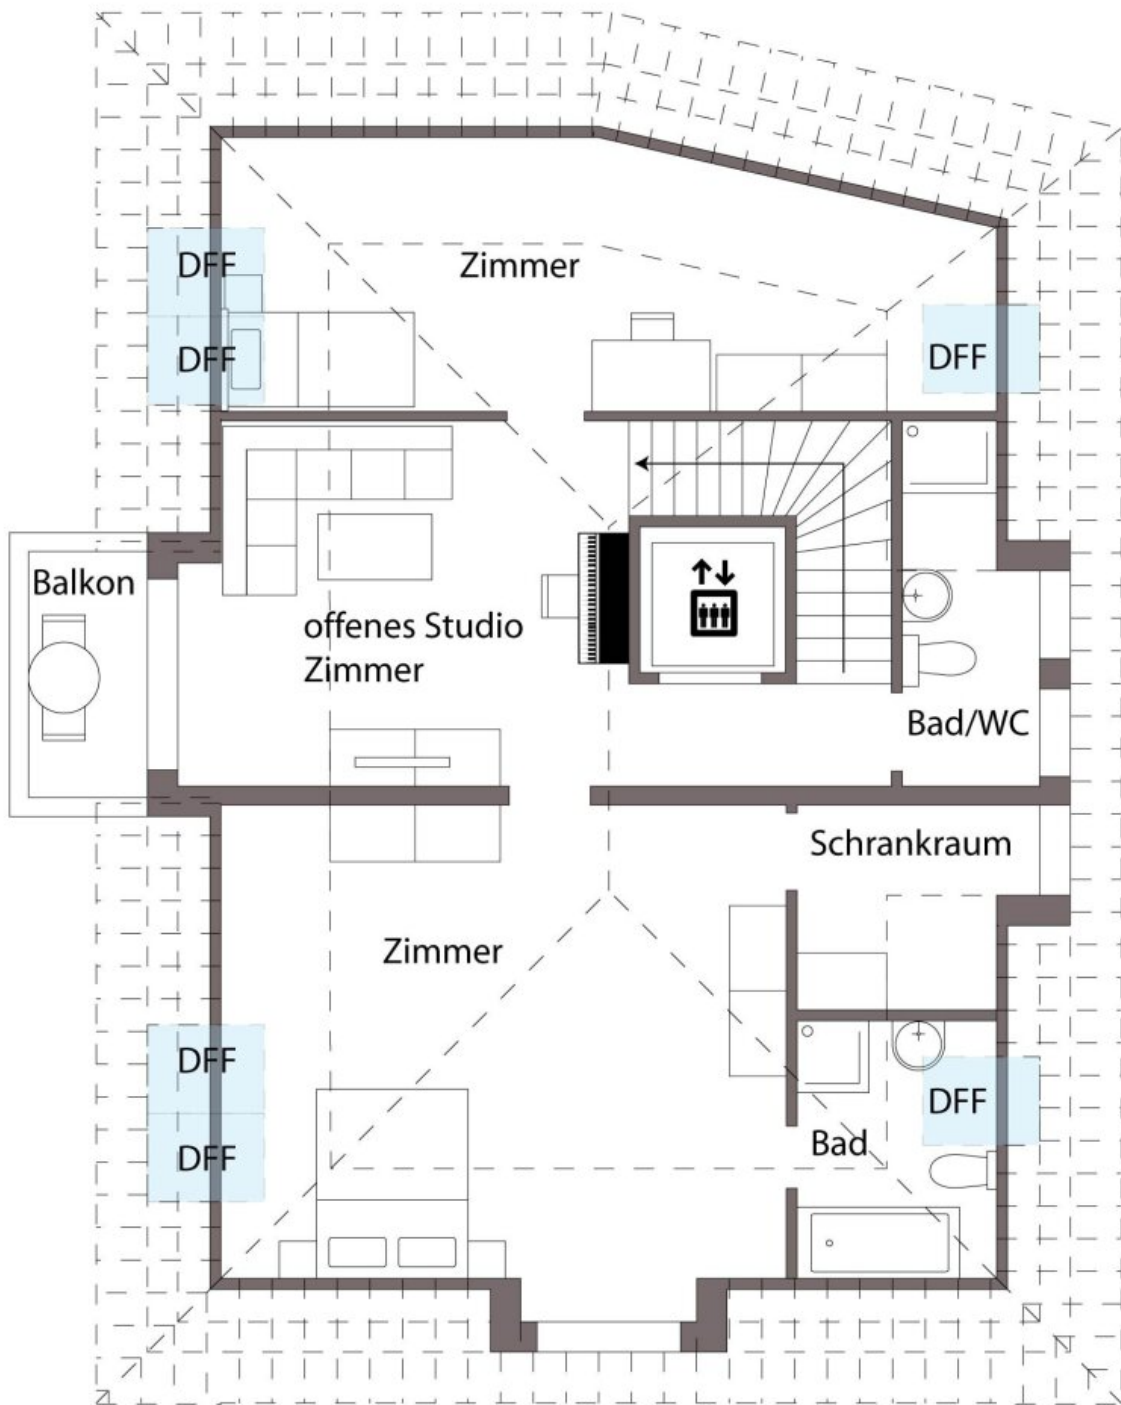 DFF
Zimmer
DFF
DFF
Balkon
offenes Studio
Zimmer
Bad/WC
Schrankraum
Zimmer
DFF
DFF
DFF
Bad